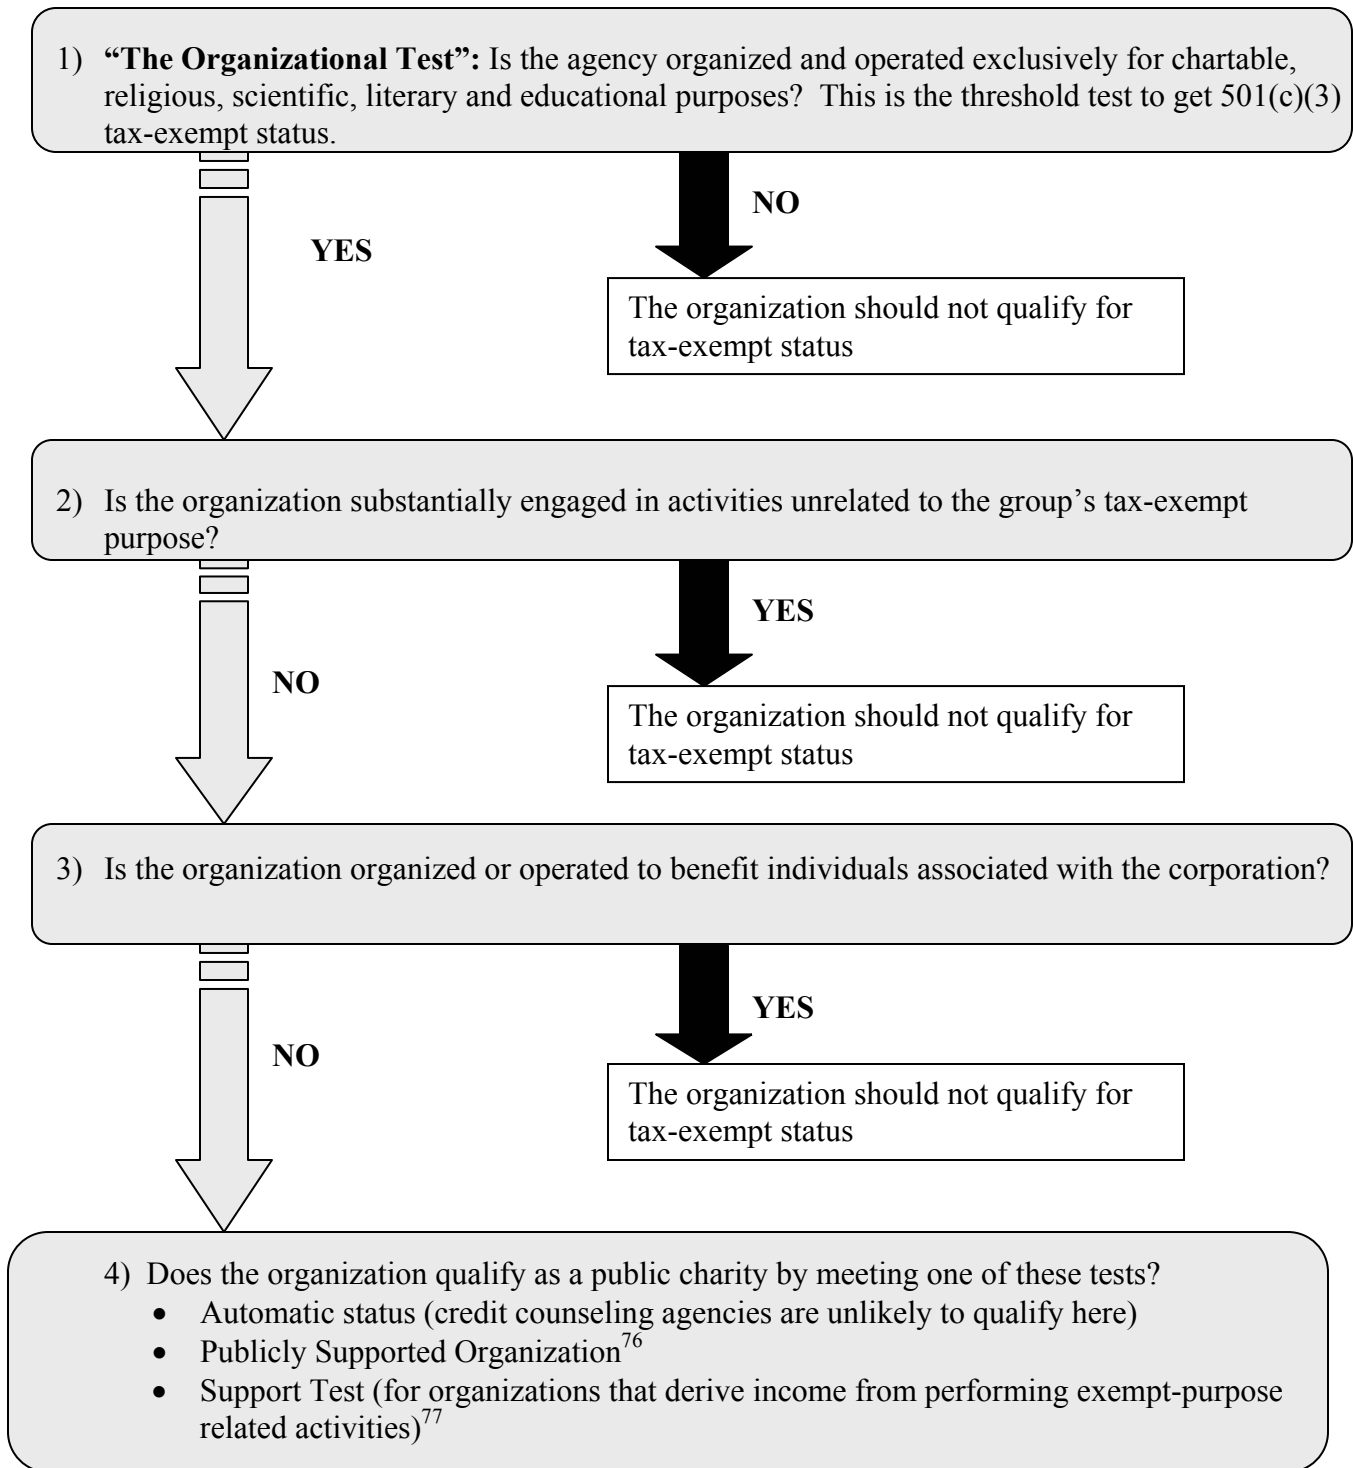 1) “The Organizational Test”: Is the agency organized and operated exclusively for chartable,
religious, scientific, literary and educational purposes? This is the threshold test to get 501(c)(3)
tax-exempt status.
NO
YES
The organization should not qualify for
tax-exempt status
2) Is the organization substantially engaged in activities unrelated to the group’s tax-exempt
purpose?
YES
NO
The organization should not qualify for
tax-exempt status
3) Is the organization organized or operated to benefit individuals associated with the corporation?
YES
NO
The organization should not qualify for
tax-exempt status
4) Does the organization qualify as a public charity by meeting one of these tests?
• Automatic status (credit counseling agencies are unlikely to qualify here)
• Publicly Supported Organization76
• Support Test (for organizations that derive income from performing exempt-purpose
related activities)77